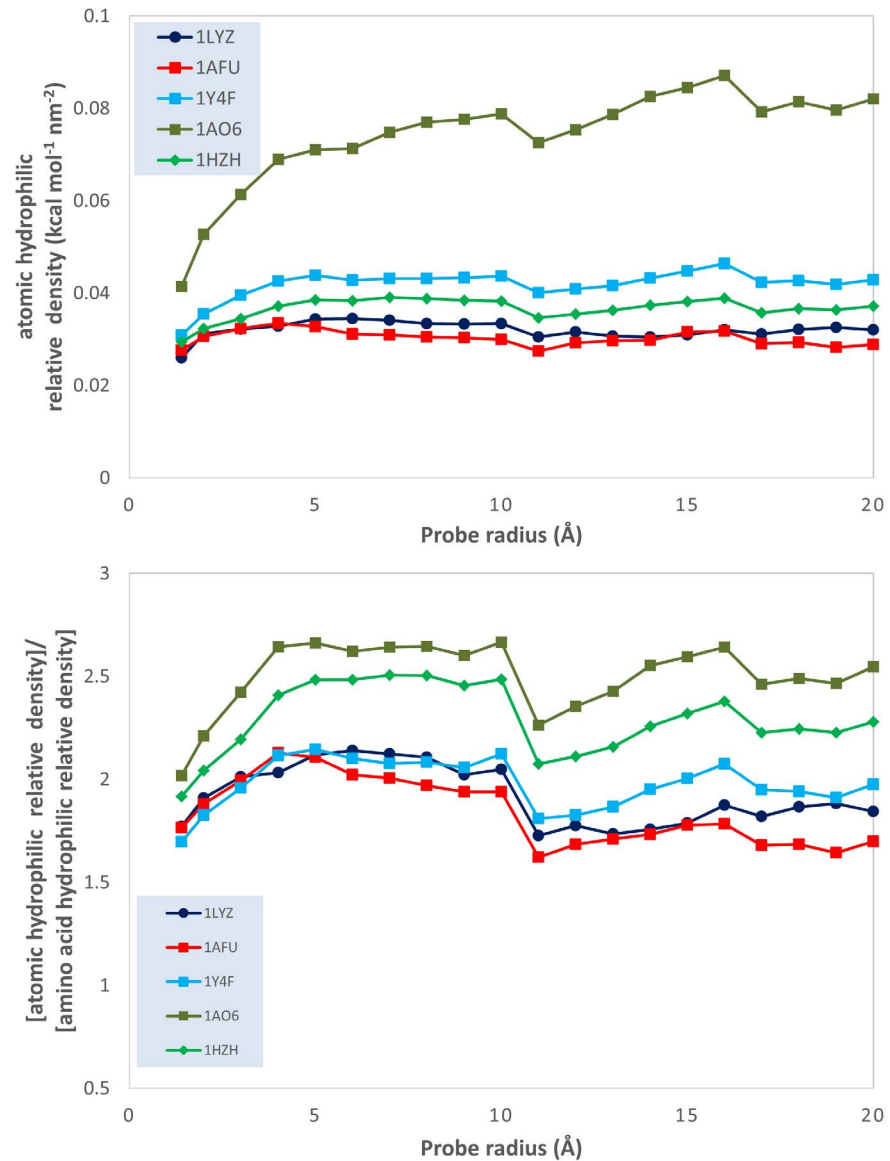 0.1
0.08
0.06
0.04
0.02
0
1LYZ
1AFU
1Y4F
1AO6
1HZH
atomic hydrophilic
relative density (kcal mol⁻¹ nm⁻²)
0 5 10 15 20
Probe radius (Å)
3
2.5
2
1.5
1
0.5
[atomic hydrophilic relative density]/
[amino acid hydrophilic relative density]
1LYZ
1AFU
1Y4F
1AO6
1HZH
0 5 10 15 20
Probe radius (Å)